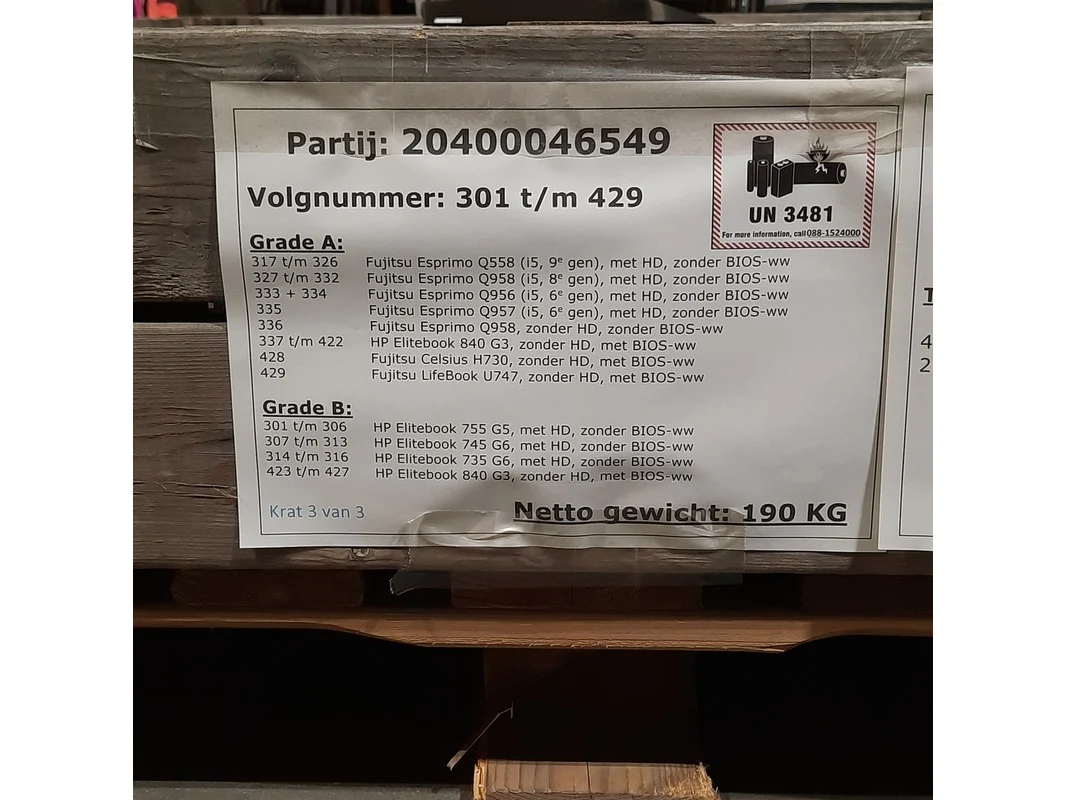 Partij: 20400046549
Volgnummer: 301 t/m 429
UN 3481
For more information, call 088-1524000
Grade A:
317 t/m 326 Fujitsu Esprimo Q558 (i5, 9e gen), met HD, zonder BIOS-ww
327 t/m 332 Fujitsu Esprimo Q958 (i5, 8e gen), met HD, zonder BIOS-ww
333 + 334 Fujitsu Esprimo Q956 (i5, 6e gen), met HD, zonder BIOS-ww
335 Fujitsu Esprimo Q957 (i5, 6e gen), met HD, zonder BIOS-ww
336 Fujitsu Esprimo Q958, zonder HD, zonder BIOS-ww
337 t/m 422 HP Elitebook 840 G3, zonder HD, met BIOS-ww
428 Fujitsu Celsius H730, zonder HD, met BIOS-ww
429 Fujitsu LifeBook U747, zonder HD, met BIOS-ww
Grade B:
301 t/m 306 HP Elitebook 755 G5, met HD, zonder BIOS-ww
307 t/m 313 HP Elitebook 745 G6, met HD, zonder BIOS-ww
314 t/m 316 HP Elitebook 735 G6, met HD, zonder BIOS-ww
423 t/m 427 HP Elitebook 840 G3, zonder HD, met BIOS-ww
Krat 3 van 3
Netto gewicht: 190 KG
T
4
2